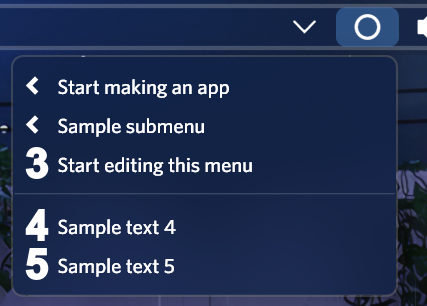 Start making an app
Sample submenu
3 Start editing this menu
4 Sample text 4
5 Sample text 5